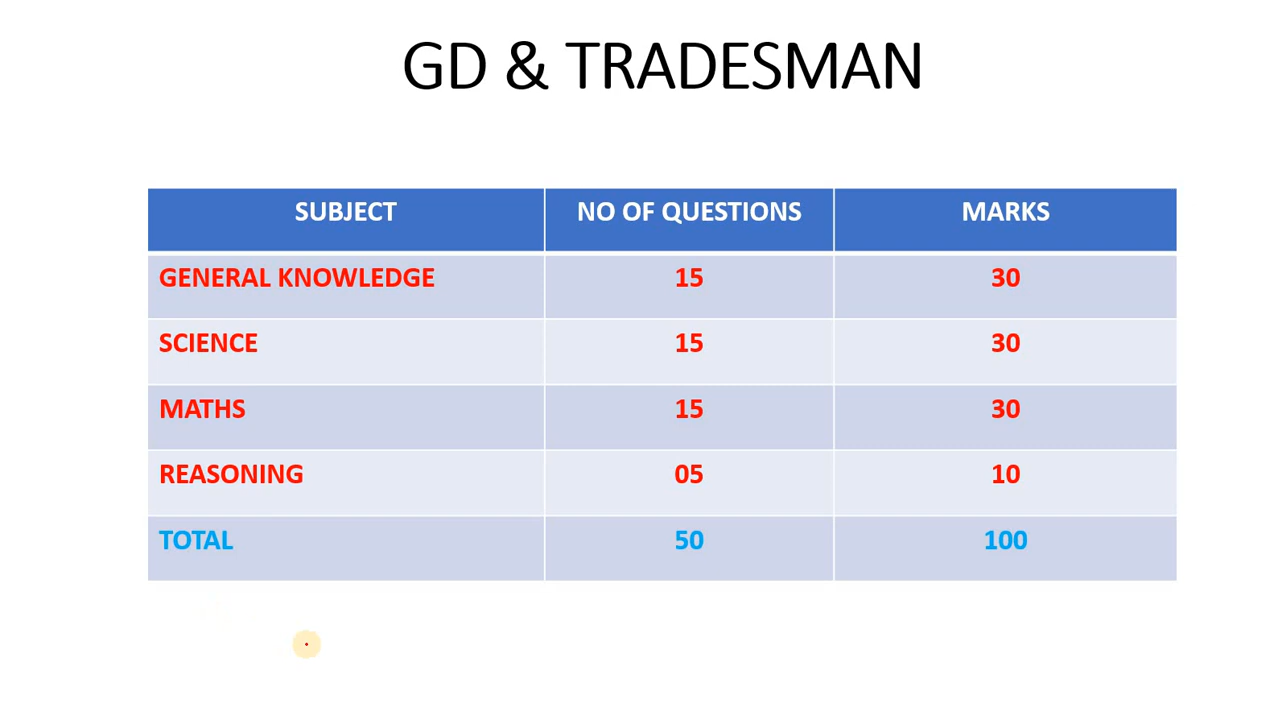 GD & TRADESMAN
SUBJECT NO OF QUESTIONS MARKS
GENERAL KNOWLEDGE 15 30
SCIENCE 15 30
MATHS 15 30
REASONING 05 10
TOTAL 50 100